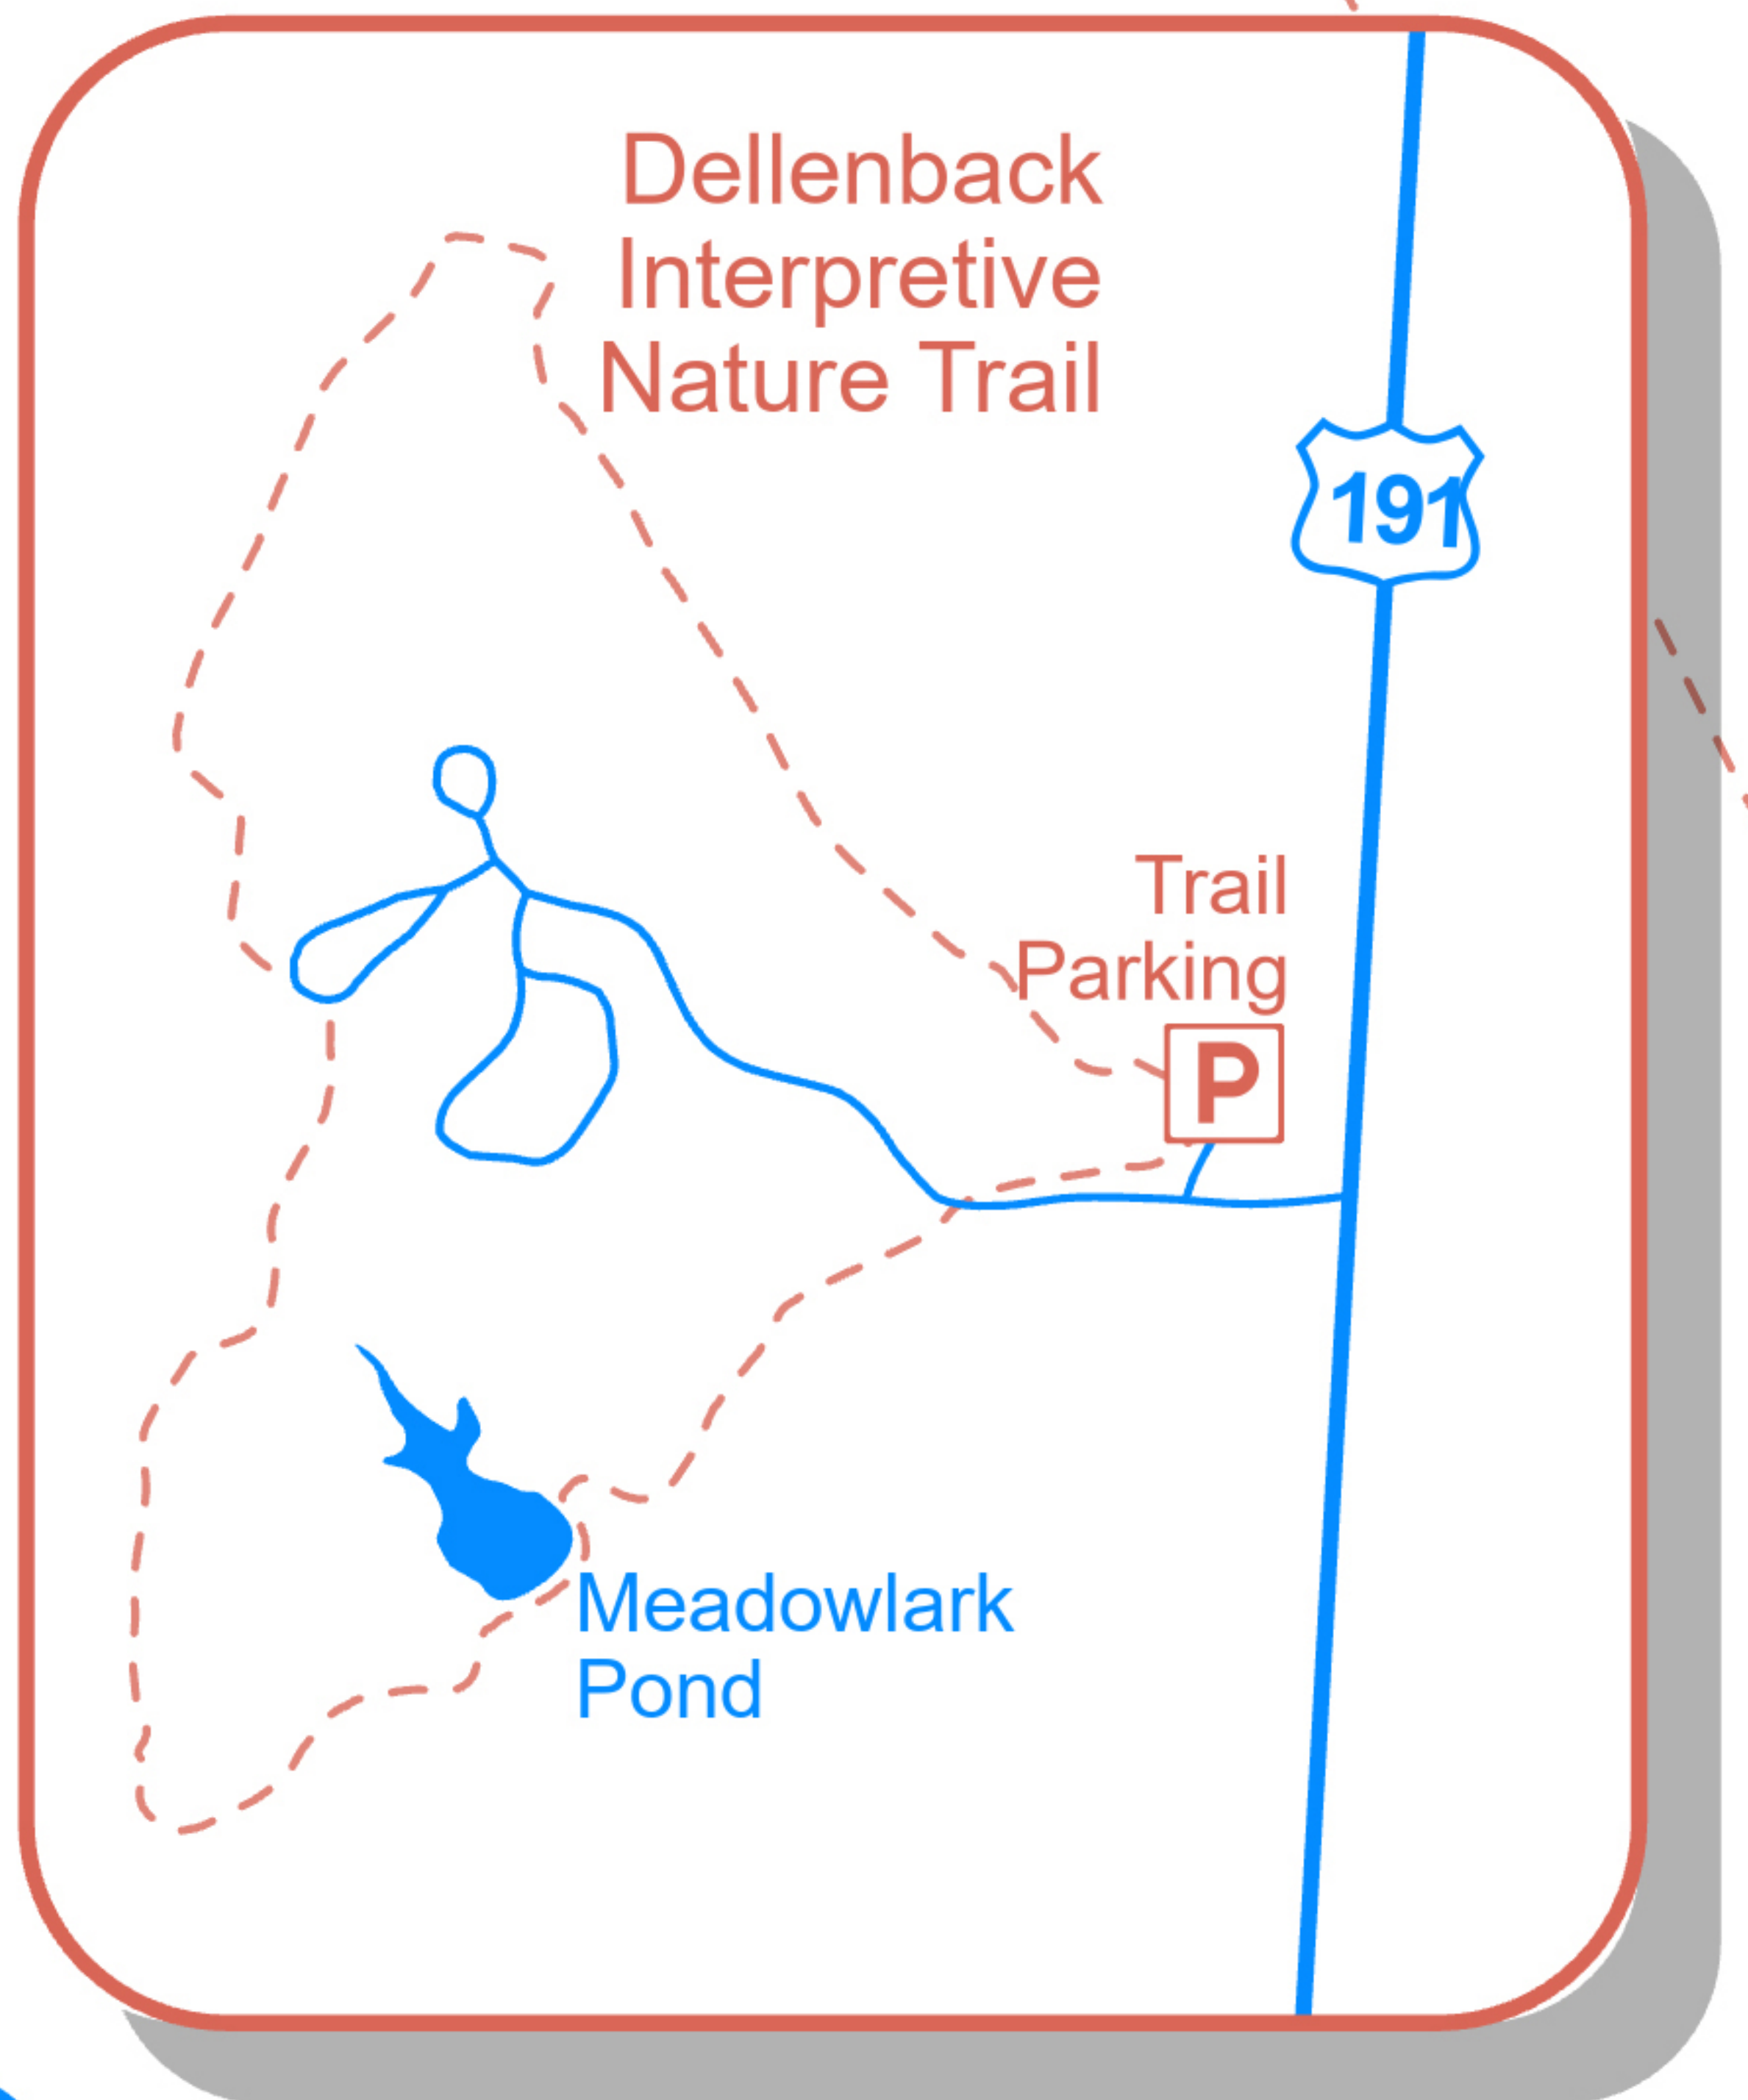 Dellenback
Interpretive
Nature Trail
191
Trail
Parking
P
Meadowlark
Pond